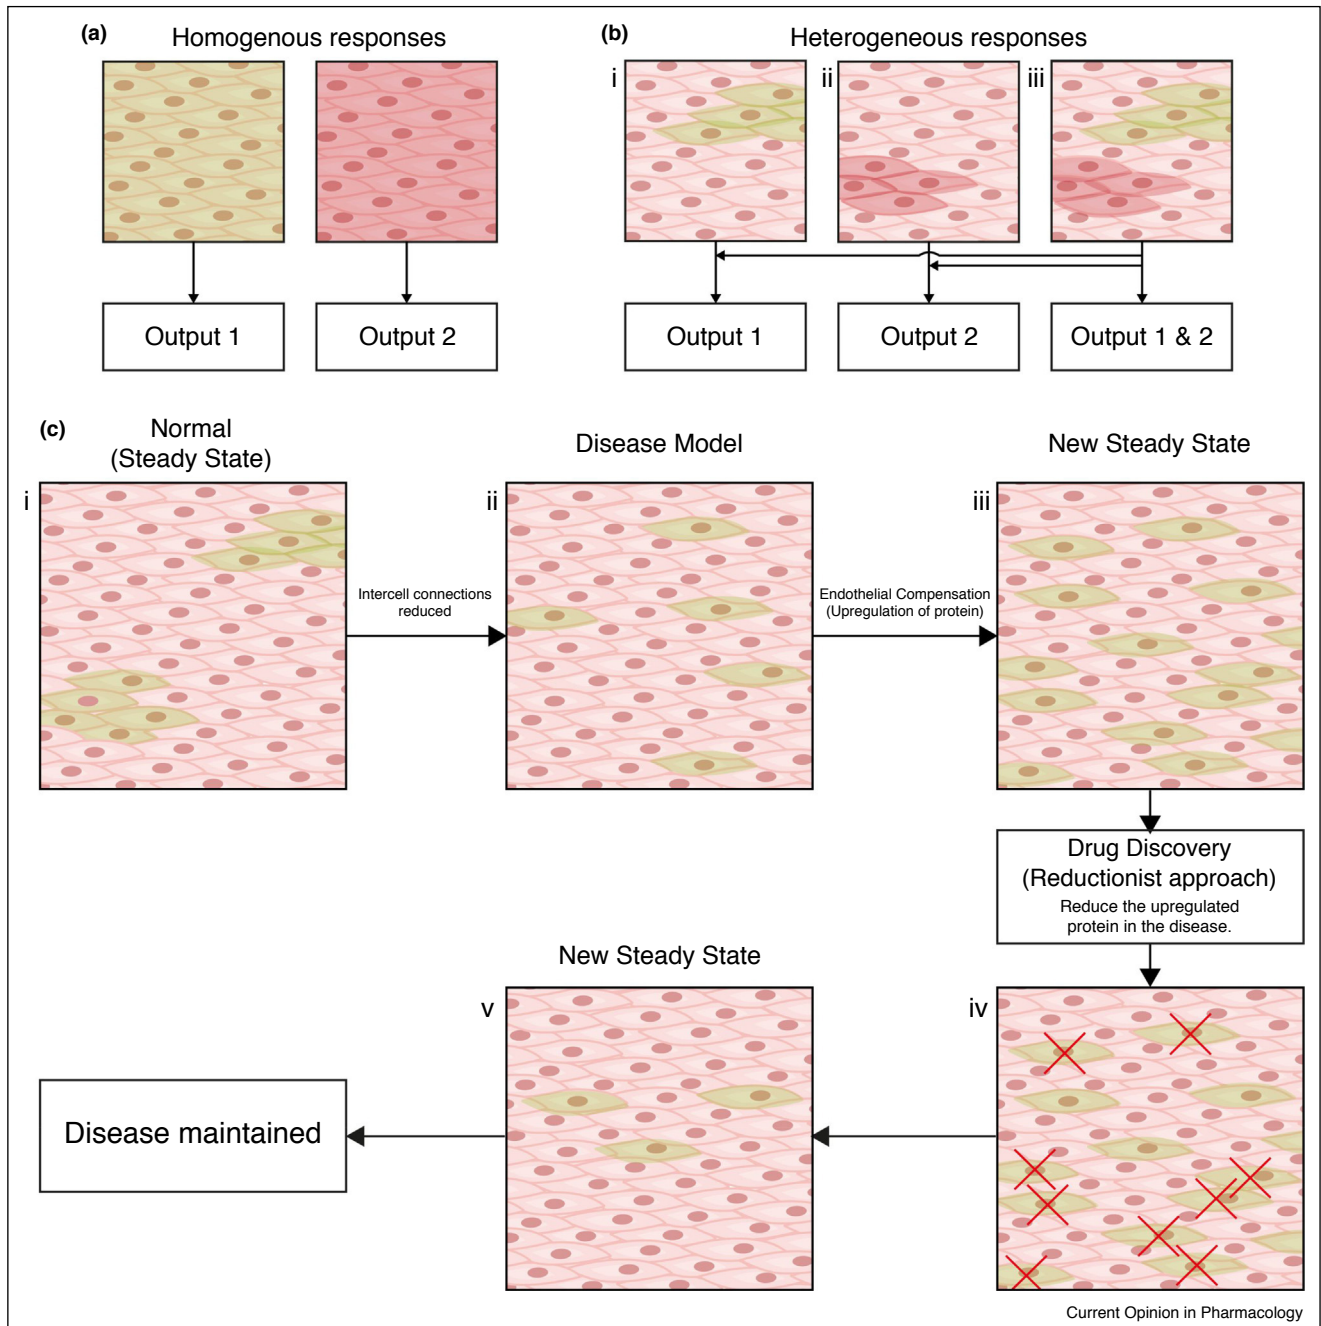 (a)
Homogenous responses
Output 1
Output 2
(b)
Heterogeneous responses
i
ii
iii
Output 1
Output 2
Output 1 & 2
(c)
Normal
(Steady State)
i
Intercell connections
reduced
Disease Model
ii
Endothelial Compensation
(Upregulation of protein)
New Steady State
iii
Drug Discovery
(Reductionist approach)
Reduce the upregulated
protein in the disease.
iv
New Steady State
v
Disease maintained
Current Opinion in Pharmacology